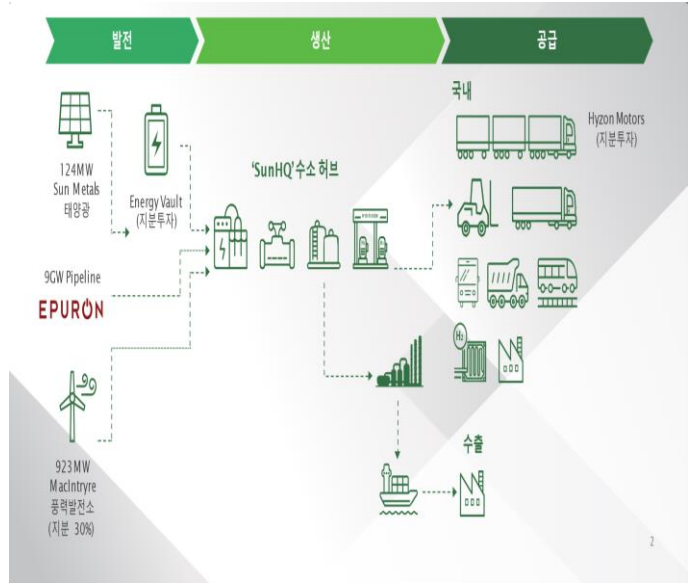 발전
생산
공급
124MW
Sun Metals
태양광
Energy Vault
(지분투자)
9GW Pipeline
EPURON
923MW
MacIntryre
풍력발전소
(지분 30%)
'SunHQ' 수소 허브
국내
Hyzon Motors
(지분투자)
H₂
수출
2